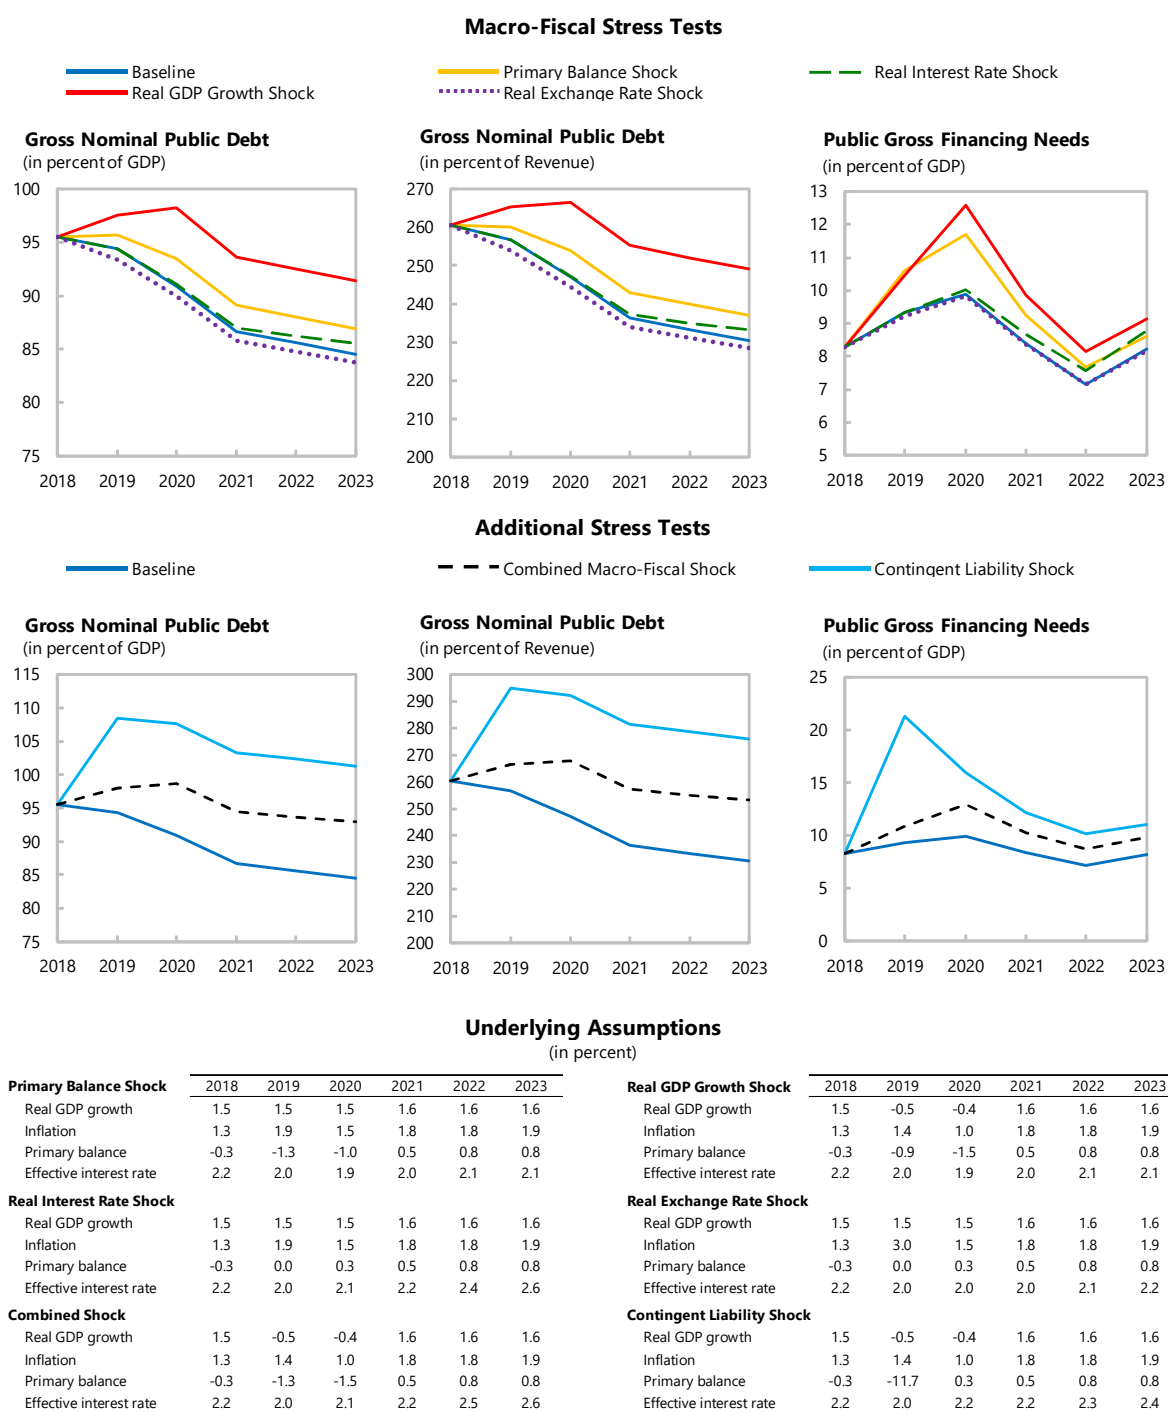 Macro-Fiscal Stress Tests
Baseline
Primary Balance Shock
Real Interest Rate Shock
Real GDP Growth Shock
Real Exchange Rate Shock
Gross Nominal Public Debt
(in percent of GDP)
100
95
90
85
80
75
2018 2019 2020 2021 2022 2023
Gross Nominal Public Debt
(in percent of Revenue)
270
260
250
240
230
220
210
200
2018 2019 2020 2021 2022 2023
Public Gross Financing Needs
(in percent of GDP)
13
12
11
10
9
8
7
6
5
2018 2019 2020 2021 2022 2023
Additional Stress Tests
Baseline
Combined Macro-Fiscal Shock
Contingent Liability Shock
Gross Nominal Public Debt
(in percent of GDP)
115
110
105
100
95
90
85
80
75
2018 2019 2020 2021 2022 2023
Gross Nominal Public Debt
(in percent of Revenue)
300
290
280
270
260
250
240
230
220
210
200
2018 2019 2020 2021 2022 2023
Public Gross Financing Needs
(in percent of GDP)
25
20
15
10
5
0
2018 2019 2020 2021 2022 2023
Underlying Assumptions
(in percent)
Primary Balance Shock 2018 2019 2020 2021 2022 2023
Real GDP growth 1.5 1.5 1.5 1.6 1.6 1.6
Inflation 1.3 1.9 1.5 1.8 1.8 1.9
Primary balance -0.3 -1.3 -1.0 0.5 0.8 0.8
Effective interest rate 2.2 2.0 1.9 2.0 2.1 2.1
Real Interest Rate Shock
Real GDP growth 1.5 1.5 1.5 1.6 1.6 1.6
Inflation 1.3 1.9 1.5 1.8 1.8 1.9
Primary balance -0.3 0.0 0.3 0.5 0.8 0.8
Effective interest rate 2.2 2.0 2.1 2.2 2.4 2.6
Combined Shock
Real GDP growth 1.5 -0.5 -0.4 1.6 1.6 1.6
Inflation 1.3 1.4 1.0 1.8 1.8 1.9
Primary balance -0.3 -1.3 -1.5 0.5 0.8 0.8
Effective interest rate 2.2 2.0 2.1 2.2 2.5 2.6
Real GDP Growth Shock 2018 2019 2020 2021 2022 2023
Real GDP growth 1.5 -0.5 -0.4 1.6 1.6 1.6
Inflation 1.3 1.4 1.0 1.8 1.8 1.9
Primary balance -0.3 -0.9 -1.5 0.5 0.8 0.8
Effective interest rate 2.2 2.0 1.9 2.0 2.1 2.1
Real Exchange Rate Shock
Real GDP growth 1.5 1.5 1.5 1.6 1.6 1.6
Inflation 1.3 3.0 1.5 1.8 1.8 1.9
Primary balance -0.3 0.0 0.3 0.5 0.8 0.8
Effective interest rate 2.2 2.0 2.0 2.0 2.1 2.2
Contingent Liability Shock
Real GDP growth 1.5 -0.5 -0.4 1.6 1.6 1.6
Inflation 1.3 1.4 1.0 1.8 1.8 1.9
Primary balance -0.3 -11.7 0.3 0.5 0.8 0.8
Effective interest rate 2.2 2.0 2.2 2.2 2.3 2.4